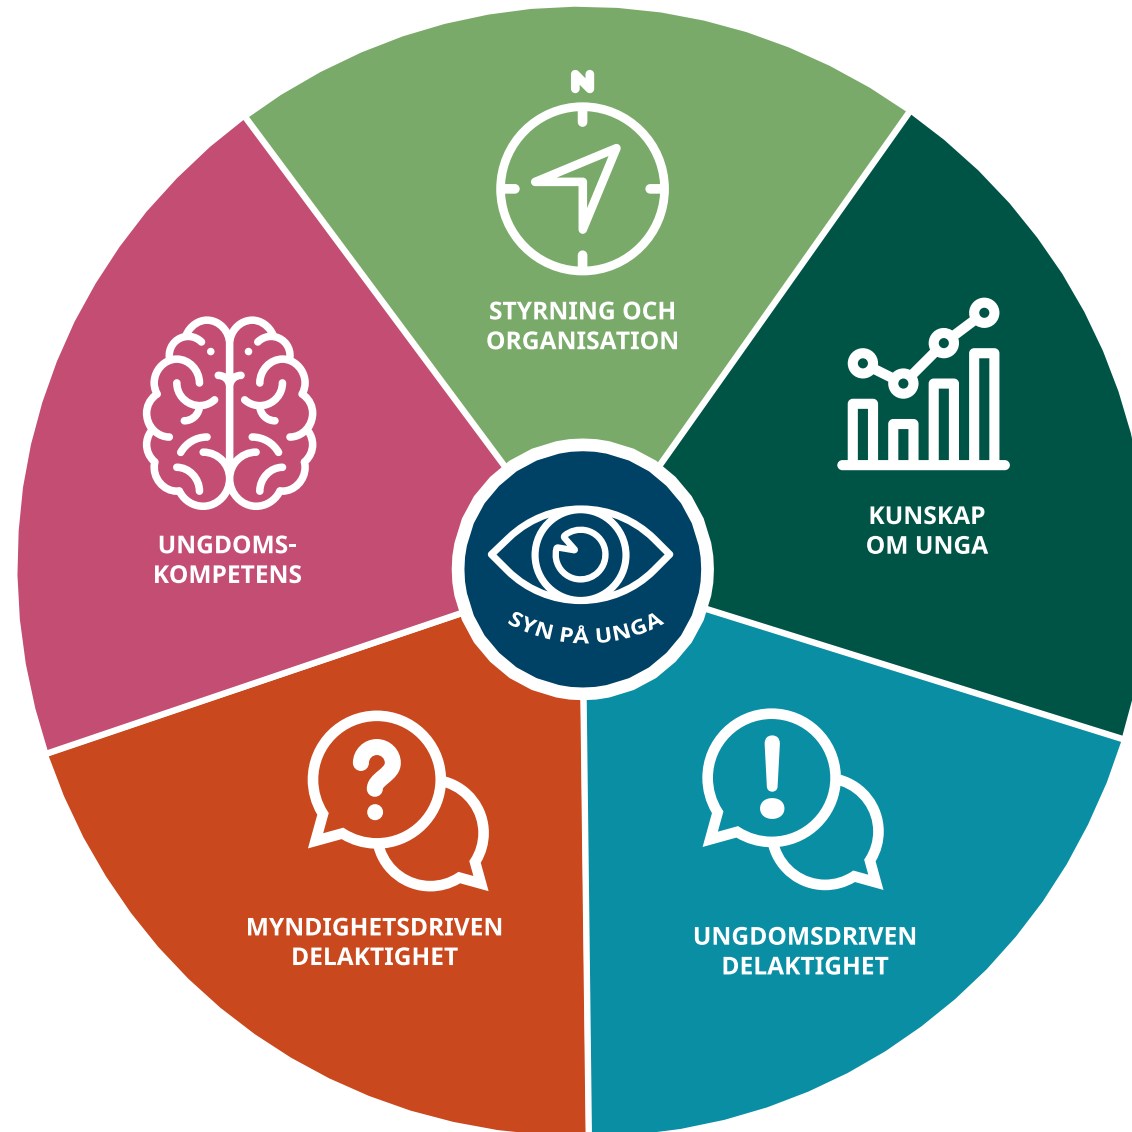 N
STYRNING OCH
ORGANISATION
KUNSKAP
OM UNGA
UNGDOMS-
KOMPETENS
SYN PÅ UNGA
MYNDIGHETSDRIVEN
DELAKTIGHET
UNGDOMSDRIVEN
DELAKTIGHET